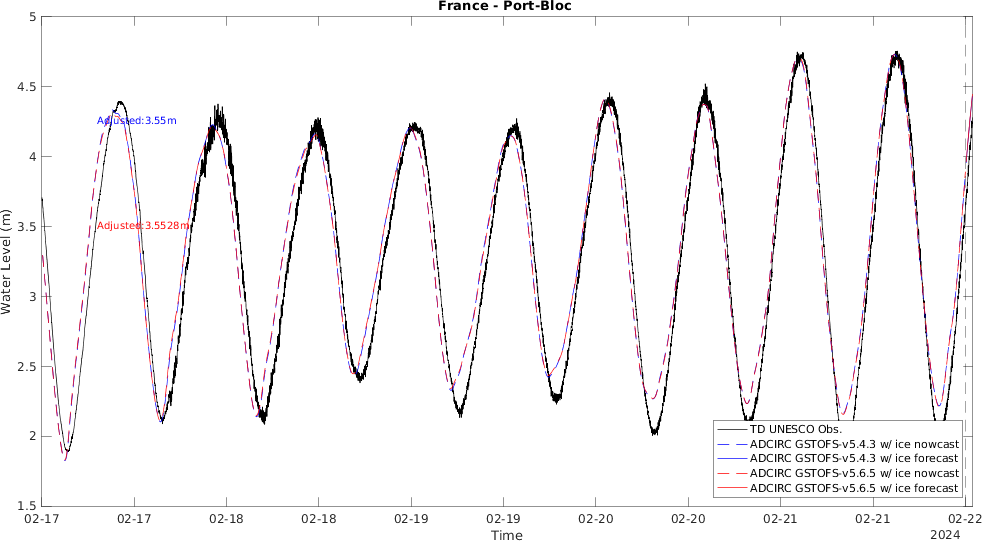 France - Port-Bloc
5
4.5
4
3.5
3
2.5
2
1.5
Water Level (m)
Adjusted:3.55m
Adjusted:3.5528m
TD UNESCO Obs.
ADCIRC GSTOFS-v5.4.3 w/ ice nowcast
ADCIRC GSTOFS-v5.4.3 w/ ice forecast
ADCIRC GSTOFS-v5.6.5 w/ ice nowcast
ADCIRC GSTOFS-v5.6.5 w/ ice forecast
02-17 02-17 02-18 02-18 02-19 02-19 02-20 02-20 02-21 02-21 02-22
Time
2024